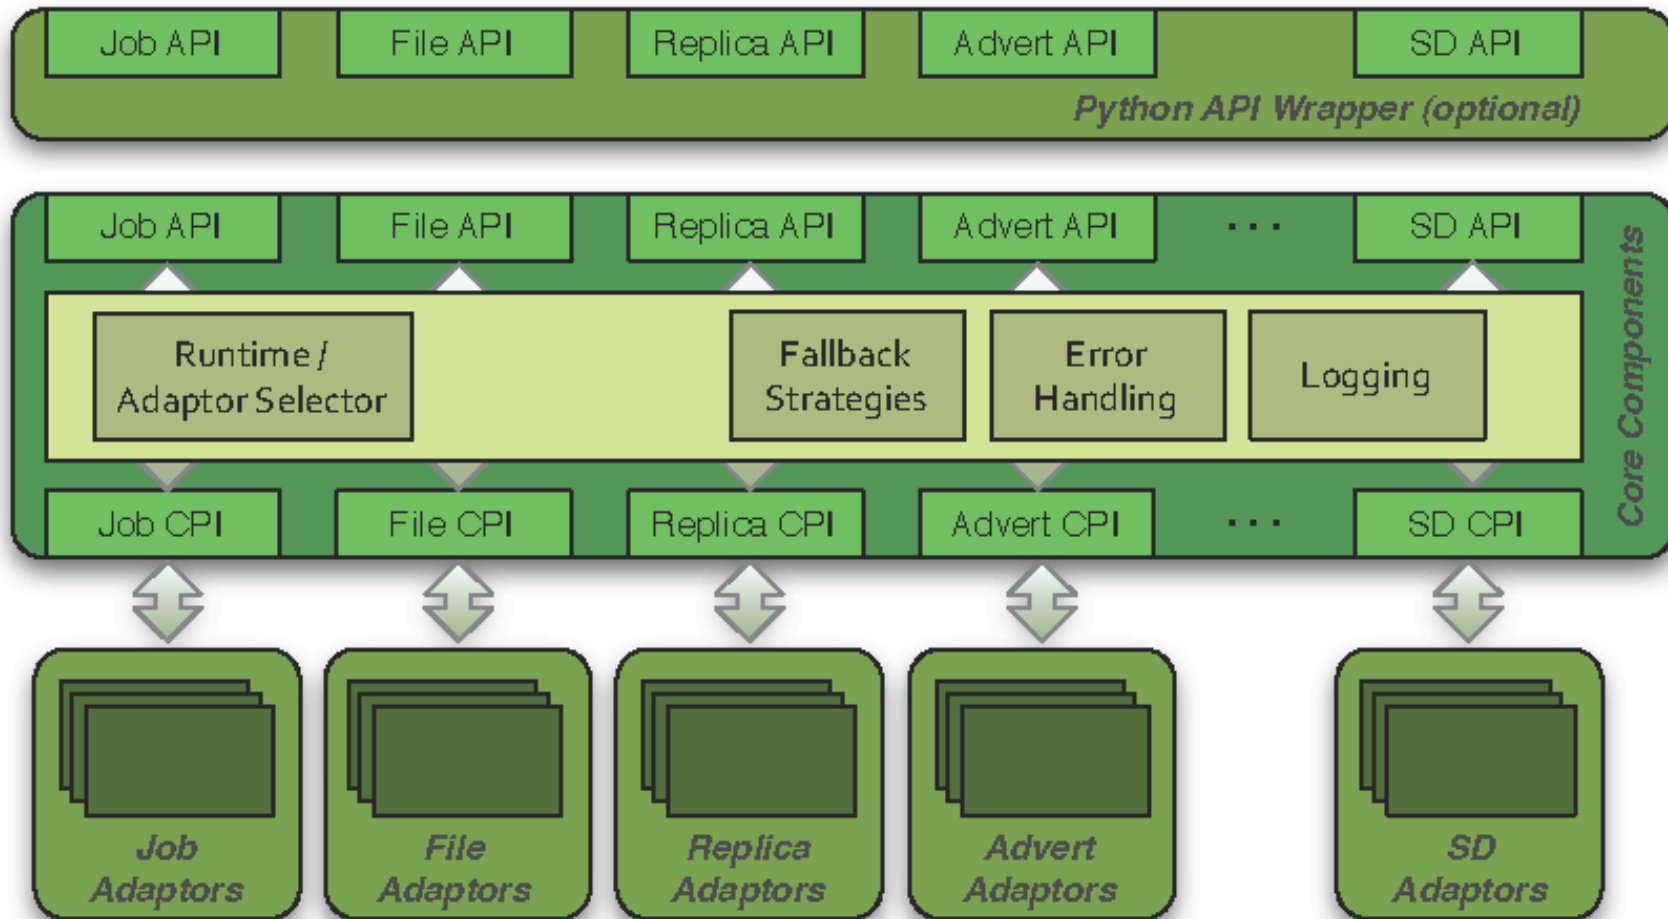 Job API
File API
Replica API
Advert API
SD API
Python API Wrapper (optional)
Job API
File API
Replica API
Advert API
...
SD API
Core Components
Runtime /
Adaptor Selector
Fallback
Strategies
Error
Handling
Logging
Job CPI
File CPI
Replica CPI
Advert CPI
...
SD CPI
Job
Adaptors
File
Adaptors
Replica
Adaptors
Advert
Adaptors
SD
Adaptors